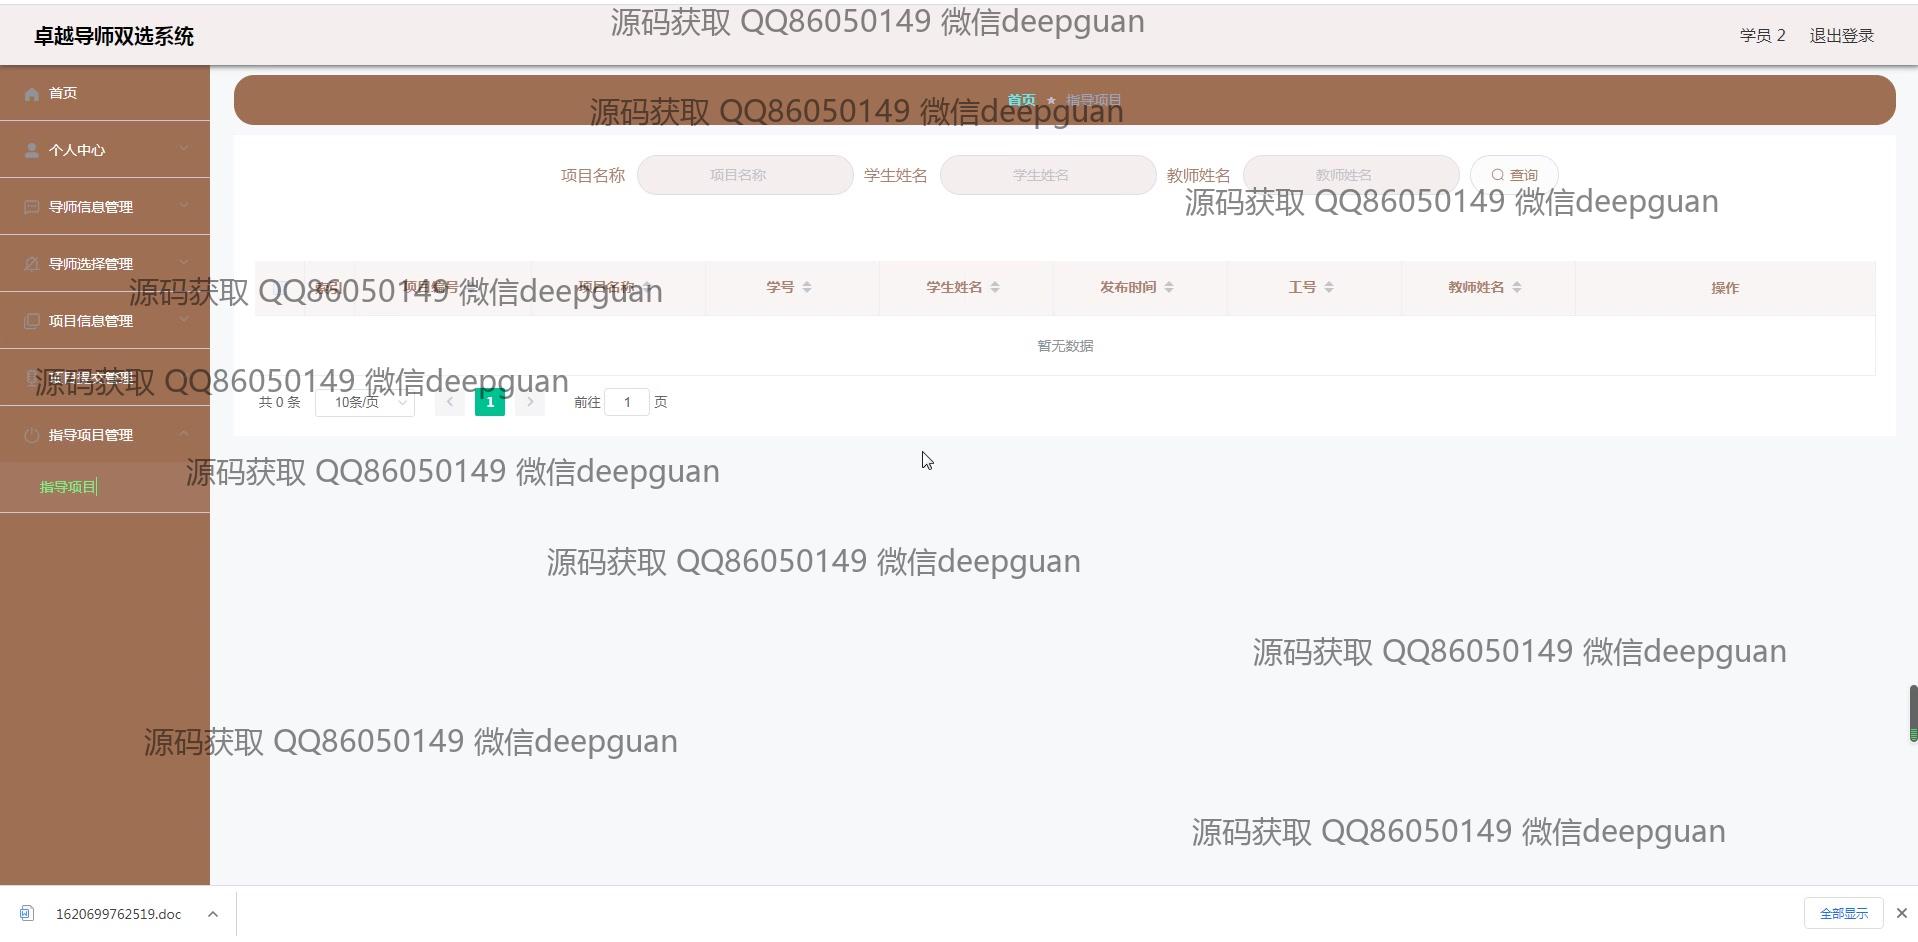 源码获取 QQ86050149 微信deepguan
卓越导师双选系统
学员 2 退出登录
首页
首页 ★ 指导项目
源码获取 QQ86050149 微信deepguan
个人中心
项目名称 项目名称 学生姓名 学生姓名 教师姓名 教师姓名 查询
源码获取 QQ86050149 微信deepguan
导师信息管理
导师选择管理
索引 项目编号 项目名称 学号 学生姓名 发布时间 工号 教师姓名 操作
源码获取 QQ86050149 微信deepguan
项目信息管理
暂无数据
项目提交管理
源码获取 QQ86050149 微信deepguan
共 0 条 10条/页 1 前往 1 页
指导项目管理
源码获取 QQ86050149 微信deepguan
指导项目
源码获取 QQ86050149 微信deepguan
源码获取 QQ86050149 微信deepguan
源码获取 QQ86050149 微信deepguan
源码获取 QQ86050149 微信deepguan
1620699762519.doc
全部显示